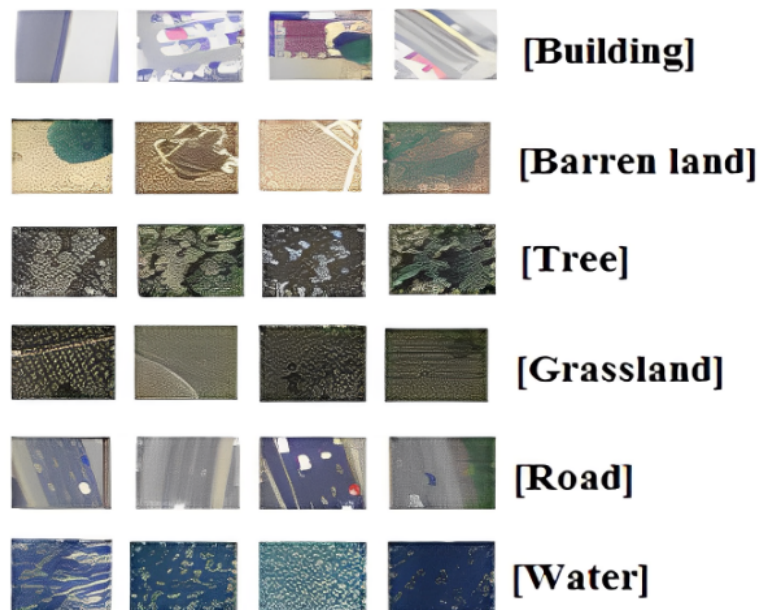 [Building]
[Barren land]
[Tree]
[Grassland]
[Road]
[Water]